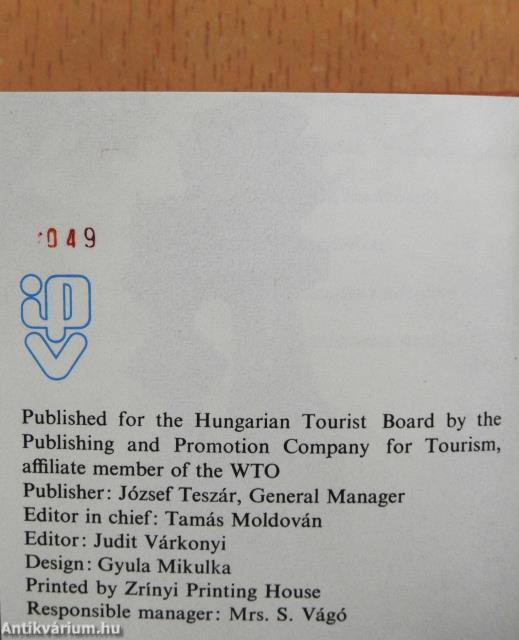 049
ipv
Published for the Hungarian Tourist Board by the
Publishing and Promotion Company for Tourism,
affiliate member of the WTO
Publisher: József Teszár, General Manager
Editor in chief: Tamás Moldován
Editor: Judit Várkonyi
Design: Gyula Mikulka
Printed by Zrínyi Printing House
Responsible manager: Mrs. S. Vágó
Antikvárium.hu